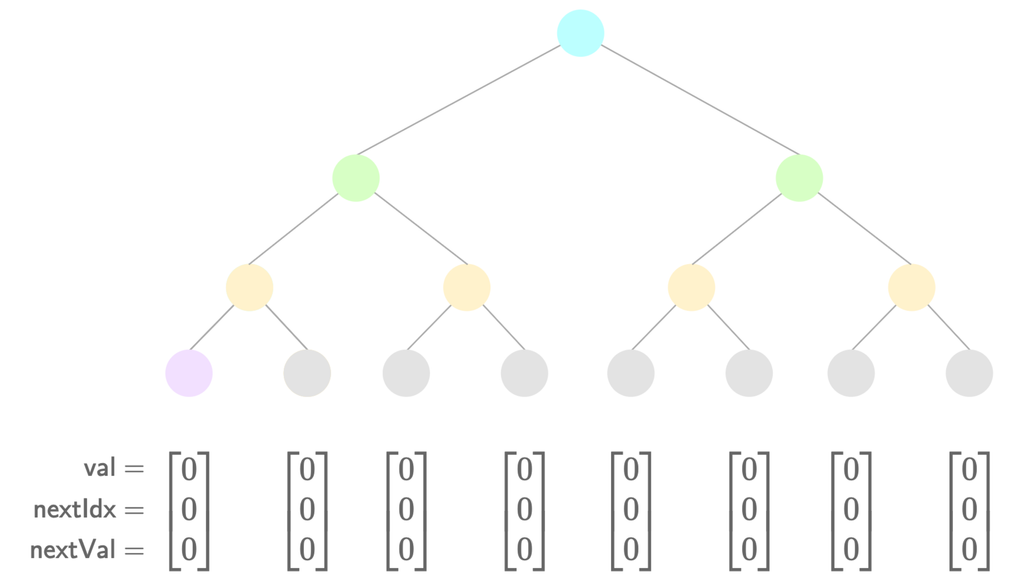 val = [0] [0] [0] [0] [0] [0] [0] [0]
nextIdx = [0] [0] [0] [0] [0] [0] [0] [0]
nextVal = [0] [0] [0] [0] [0] [0] [0] [0]